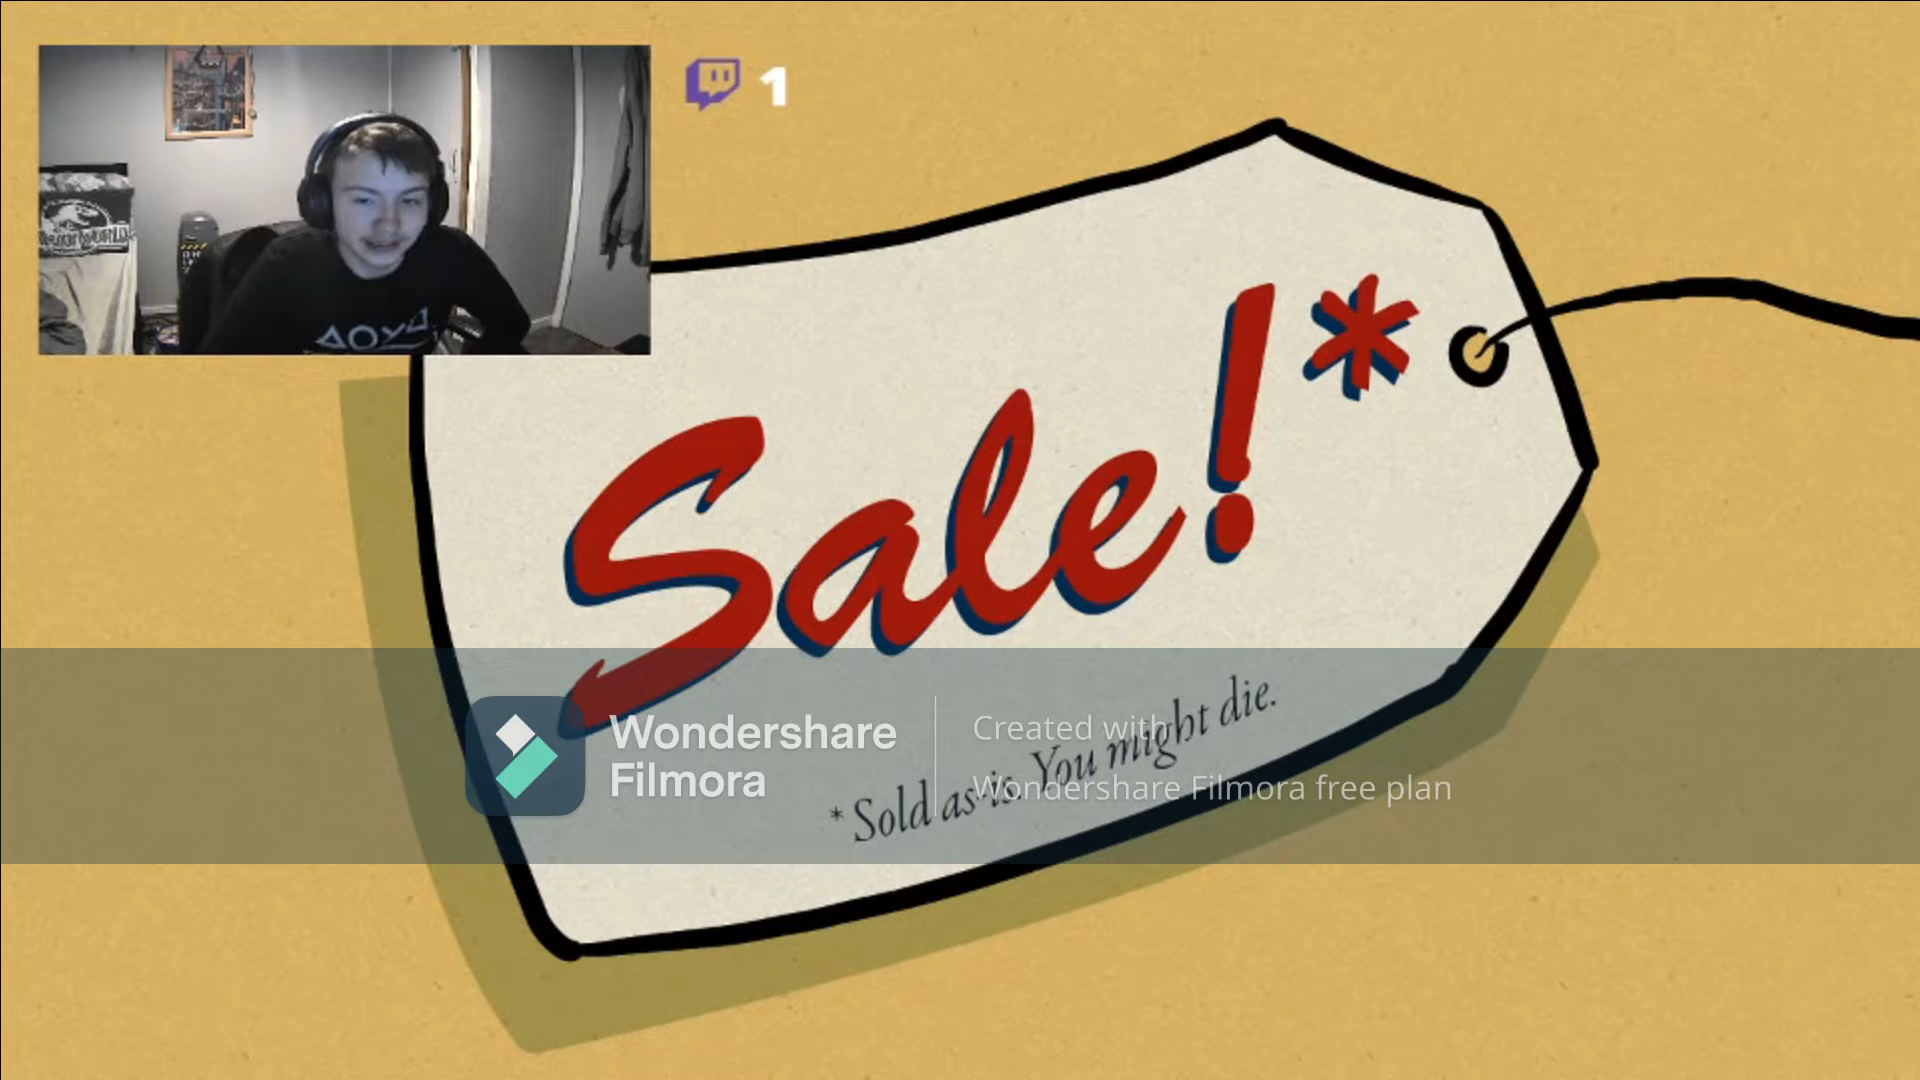 1
Sale!*
* Sold as-is. You might die.
Wondershare
Filmora
Created with
Wondershare Filmora free plan